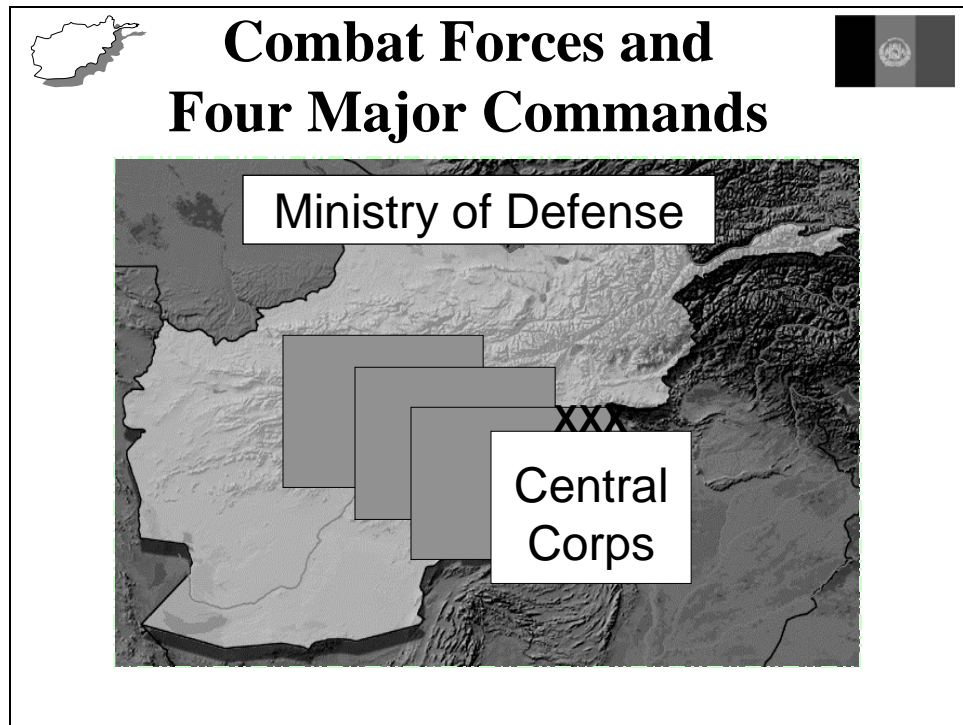 Combat Forces and
Four Major Commands
Ministry of Defense
XXX
Central
Corps